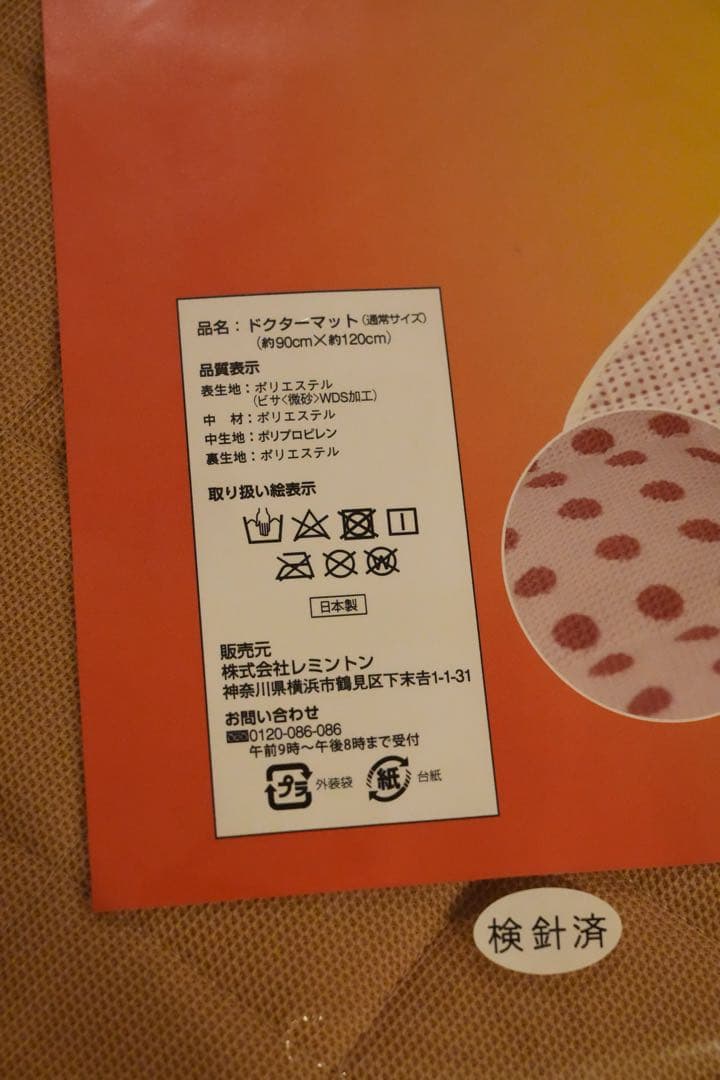 品名：ドクターマット（通常サイズ）
（約90cm×約120cm）
品質表示
表生地：ポリエステル
（ビサ<微砂>WDS加工）
中　材：ポリエステル
中生地：ポリプロピレン
裏生地：ポリエステル
取り扱い絵表示
W
日本製
販売元
株式会社レミントン
神奈川県横浜市鶴見区下末吉1-1-31
お問い合わせ
0120-086-086
午前9時～午後8時まで受付
プラ 外装袋 紙 台紙
検針済